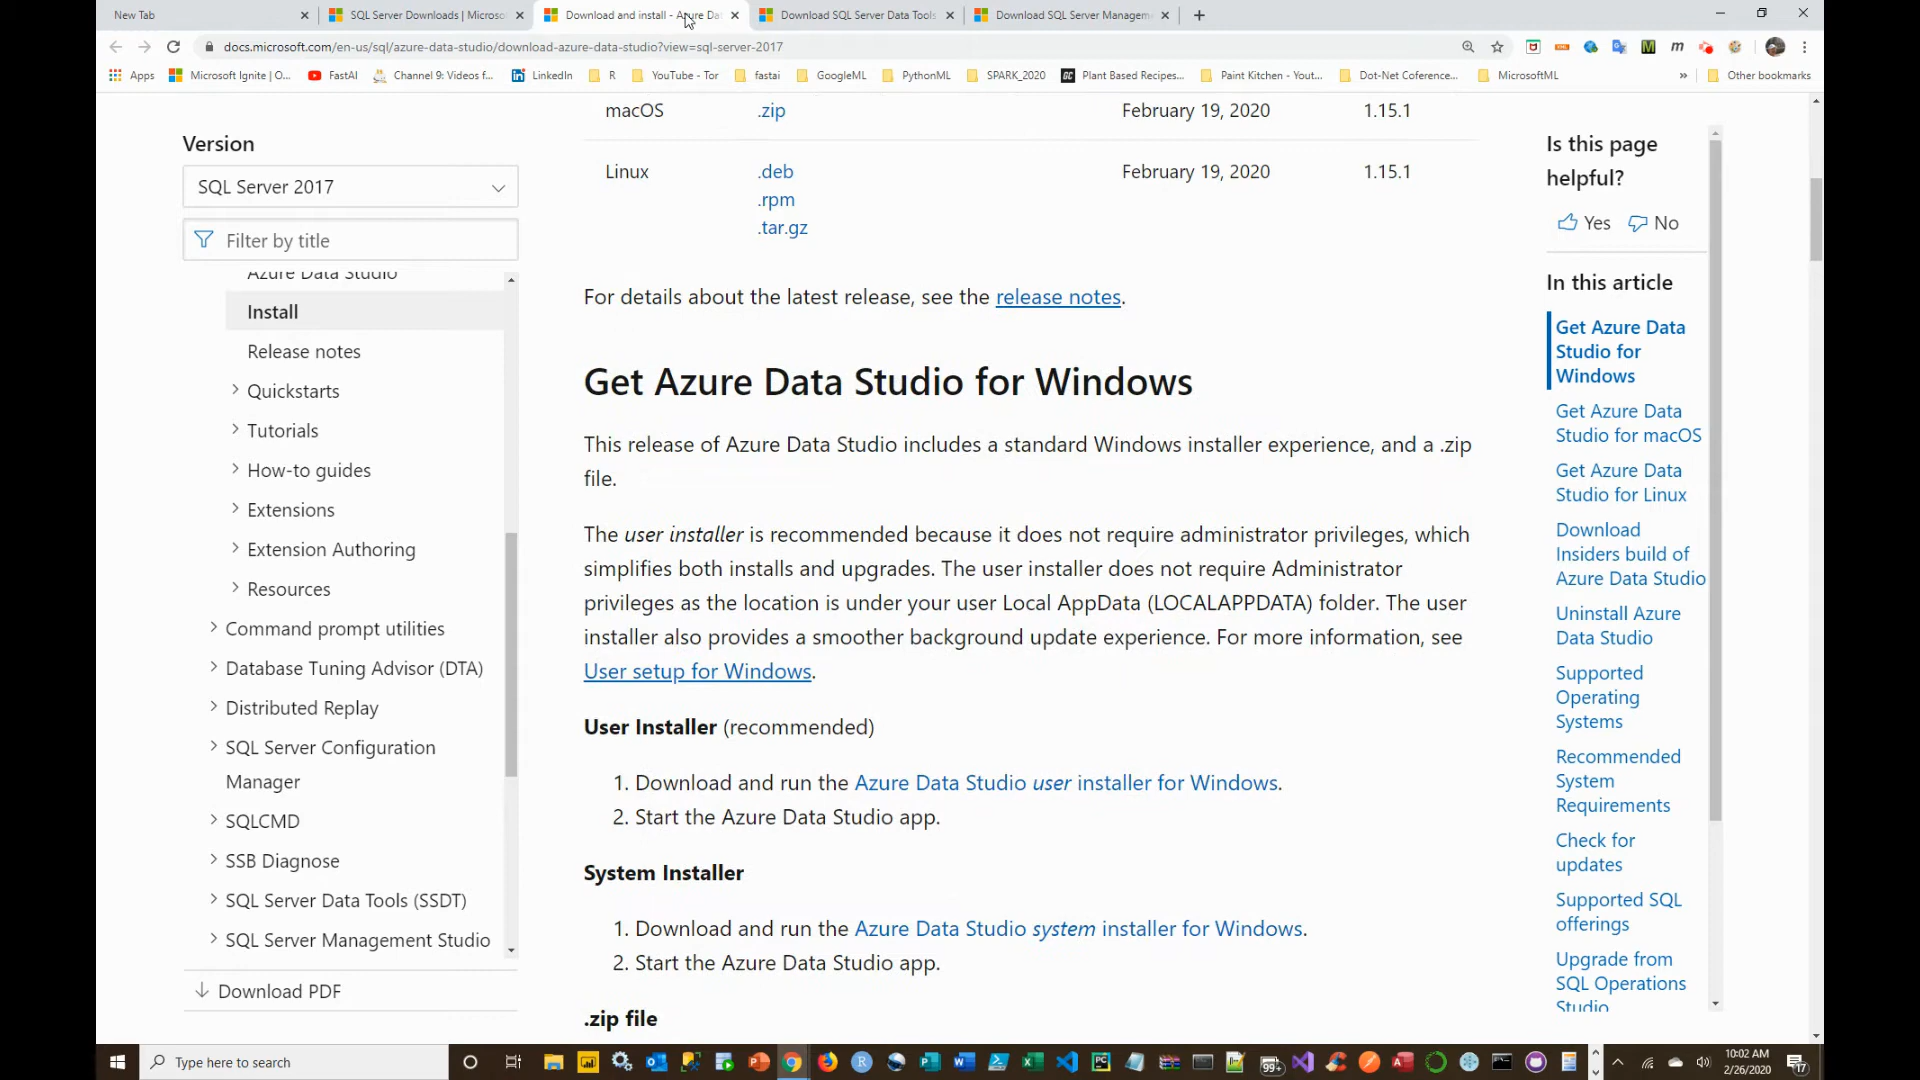 New Tab
SQL Server Downloads | Microso
Download and install - Azure Da
Download SQL Server Data Tools
Download SQL Server Managem
docs.microsoft.com/en-us/sql/azure-data-studio/download-azure-data-studio?view=sql-server-2017
Apps
Microsoft Ignite | O...
FastAI
Channel 9: Videos f...
LinkedIn
R
YouTube - Tor
fastai
GoogleML
PythonML
SPARK_2020
Plant Based Recipes...
Paint Kitchen - Yout...
Dot-Net Coference...
MicrosoftML
Other bookmarks
Version
SQL Server 2017
Filter by title
Azure Data Studio
Install
Release notes
Quickstarts
Tutorials
How-to guides
Extensions
Extension Authoring
Resources
Command prompt utilities
Database Tuning Advisor (DTA)
Distributed Replay
SQL Server Configuration
Manager
SQLCMD
SSB Diagnose
SQL Server Data Tools (SSDT)
SQL Server Management Studio
Download PDF
macOS .zip February 19, 2020 1.15.1
Linux .deb February 19, 2020 1.15.1
.rpm
.tar.gz
For details about the latest release, see the release notes.
Get Azure Data Studio for Windows
This release of Azure Data Studio includes a standard Windows installer experience, and a .zip
file.
The user installer is recommended because it does not require administrator privileges, which
simplifies both installs and upgrades. The user installer does not require Administrator
privileges as the location is under your user Local AppData (LOCALAPPDATA) folder. The user
installer also provides a smoother background update experience. For more information, see
User setup for Windows.
User Installer (recommended)
1. Download and run the Azure Data Studio user installer for Windows.
2. Start the Azure Data Studio app.
System Installer
1. Download and run the Azure Data Studio system installer for Windows.
2. Start the Azure Data Studio app.
.zip file
Is this page
helpful?
Yes No
In this article
Get Azure Data
Studio for
Windows
Get Azure Data
Studio for macOS
Get Azure Data
Studio for Linux
Download
Insiders build of
Azure Data Studio
Uninstall Azure
Data Studio
Supported
Operating
Systems
Recommended
System
Requirements
Check for
updates
Supported SQL
offerings
Upgrade from
SQL Operations
Studio
Type here to search
99+
10:02 AM
2/26/2020
17